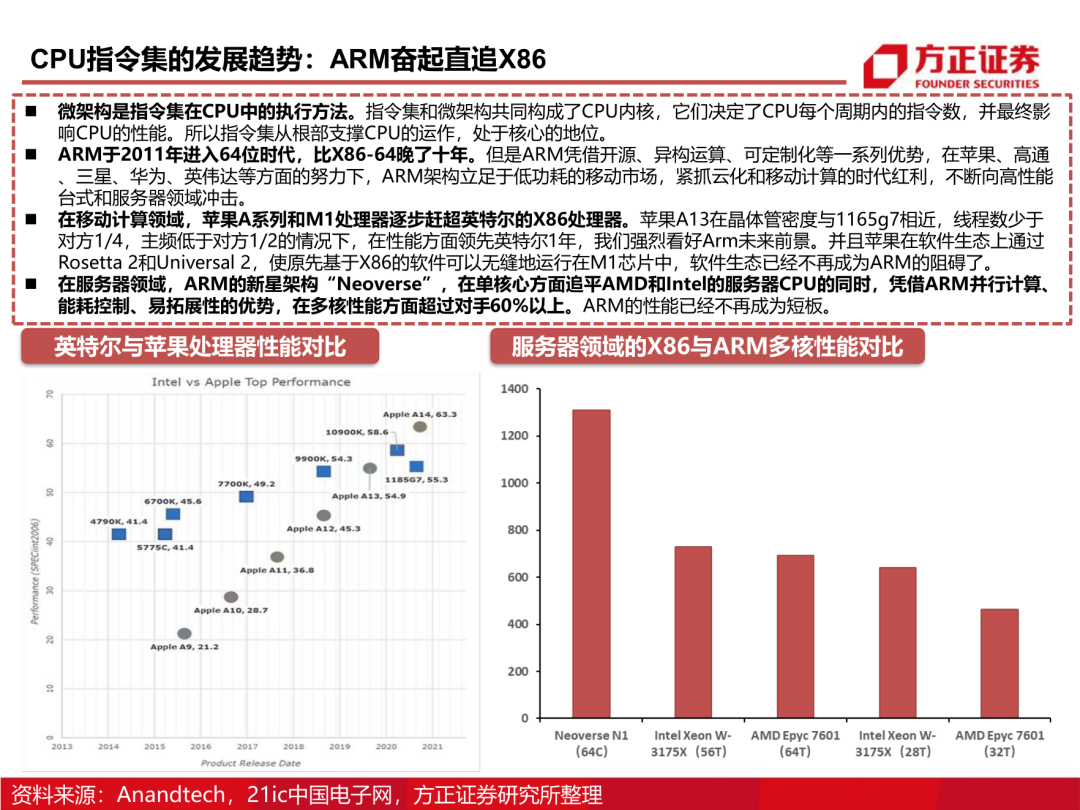 CPU指令集的发展趋势：ARM奋起直追X86
方正证券
FOUNDER SECURITIES
■ 微架构是指令集在CPU中的执行方法。指令集和微架构共同构成了CPU内核，它们决定了CPU每个周期内的指令数，并最终影
响CPU的性能。所以指令集从根部支撑CPU的运作，处于核心的地位。
■ ARM于2011年进入64位时代，比X86-64晚了十年。但是ARM凭借开源、异构运算、可定制化等一系列优势，在苹果、高通
、三星、华为、英伟达等方面的努力下，ARM架构立足于低功耗的移动市场，紧抓云化和移动计算的时代红利，不断向高性能
台式和服务器领域冲击。
■ 在移动计算领域，苹果A系列和M1处理器逐步赶超英特尔的X86处理器。苹果A13在晶体管密度与1165g7相近，线程数少于
对方1/4，主频低于对方1/2的情况下，在性能方面领先英特尔1年，我们强烈看好Arm未来前景。并且苹果在软件生态上通过
Rosetta 2和Universal 2，使原先基于X86的软件可以无缝地运行在M1芯片中，软件生态已经不再成为ARM的阻碍了。
■ 在服务器领域，ARM的新星架构“Neoverse”，在单核心方面追平AMD和Intel的服务器CPU的同时，凭借ARM并行计算、
能耗控制、易拓展性的优势，在多核性能方面超过对手60%以上。ARM的性能已经不再成为短板。
英特尔与苹果处理器性能对比
Intel vs Apple Top Performance
70
60
50
40
30
20
10
0
Performance (SPECint2006)
Apple A14, 63.3
10900K, 58.6
9900K, 54.3
1185G7, 55.3
7700K, 49.2
Apple A13, 54.9
6700K, 45.6
4790K, 41.4
Apple A12, 45.3
5775C, 41.4
Apple A11, 36.8
Apple A10, 28.7
Apple A9, 21.2
2013 2014 2015 2016 2017 2018 2019 2020 2021
Product Release Date
服务器领域的X86与ARM多核性能对比
1400
1200
1000
800
600
400
200
0
Neoverse N1
（64C）
Intel Xeon W-
3175X（56T）
AMD Epyc 7601
（64T）
Intel Xeon W-
3175X（28T）
AMD Epyc 7601
（32T）
资料来源：Anandtech，21ic中国电子网，方正证券研究所整理